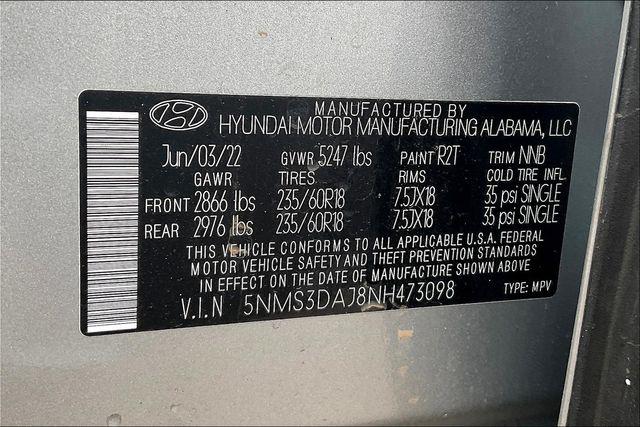 MANUFACTURED BY
HYUNDAI MOTOR MANUFACTURING ALABAMA, LLC
Jun/03/22 GVWR 5247 lbs PAINT R2T TRIM NNB
GAWR TIRES RIMS COLD TIRE INFL
FRONT 2866 lbs 235/60R18 7.5JX18 35 psi SINGLE
REAR 2976 lbs 235/60R18 7.5JX18 35 psi SINGLE
THIS VEHICLE CONFORMS TO ALL APPLICABLE U.S.A. FEDERAL
MOTOR VEHICLE SAFETY AND THEFT PREVENTION STANDARDS
IN EFFECT ON THE DATE OF MANUFACTURE SHOWN ABOVE
V.I.N 5NMS3DAJ8NH473098 TYPE: MPV